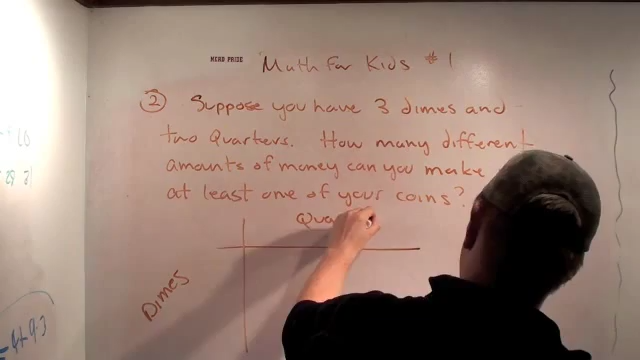 MIND PRIZE
Math For Kids #1
② Suppose you have 3 dimes and
two Quarters. How many different
amounts of money can you make
at least one of your coins?
Qua
Dimes